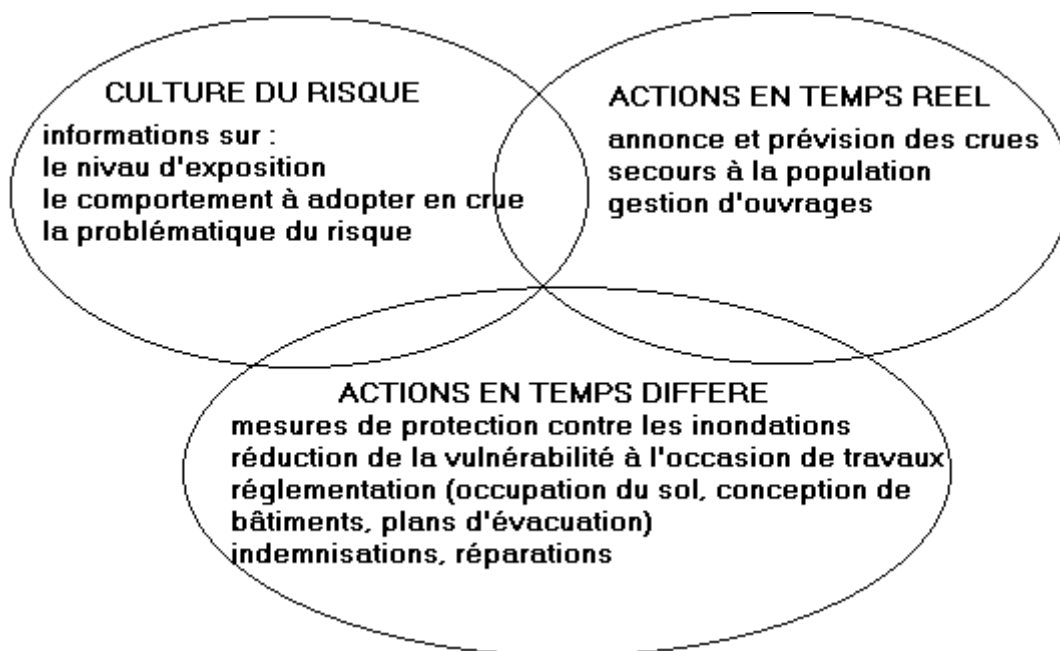 CULTURE DU RISQUE
informations sur :
le nivau d'exposition
le comportement à adopter en crue
la problématique du risque
ACTIONS EN TEMPS REEL
annonce et prévision des crues
secours à la population
gestion d'ouvrages
ACTIONS EN TEMPS DIFFERE
mesures de protection contre les inondations
réduction de la vulnérabilité à l'occasion de travaux
réglementation (occupation du sol, conception de
bâtiments, plans d'évacuation)
indemnisations, réparations